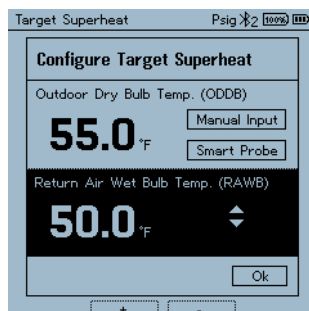 Target Superheat Psig 2 100%
Configure Target Superheat
Outdoor Dry Bulb Temp. (ODDB)
55.0 °F
Manual Input
Smart Probe
Return Air Wet Bulb Temp. (RAWB)
50.0 °F
Ok